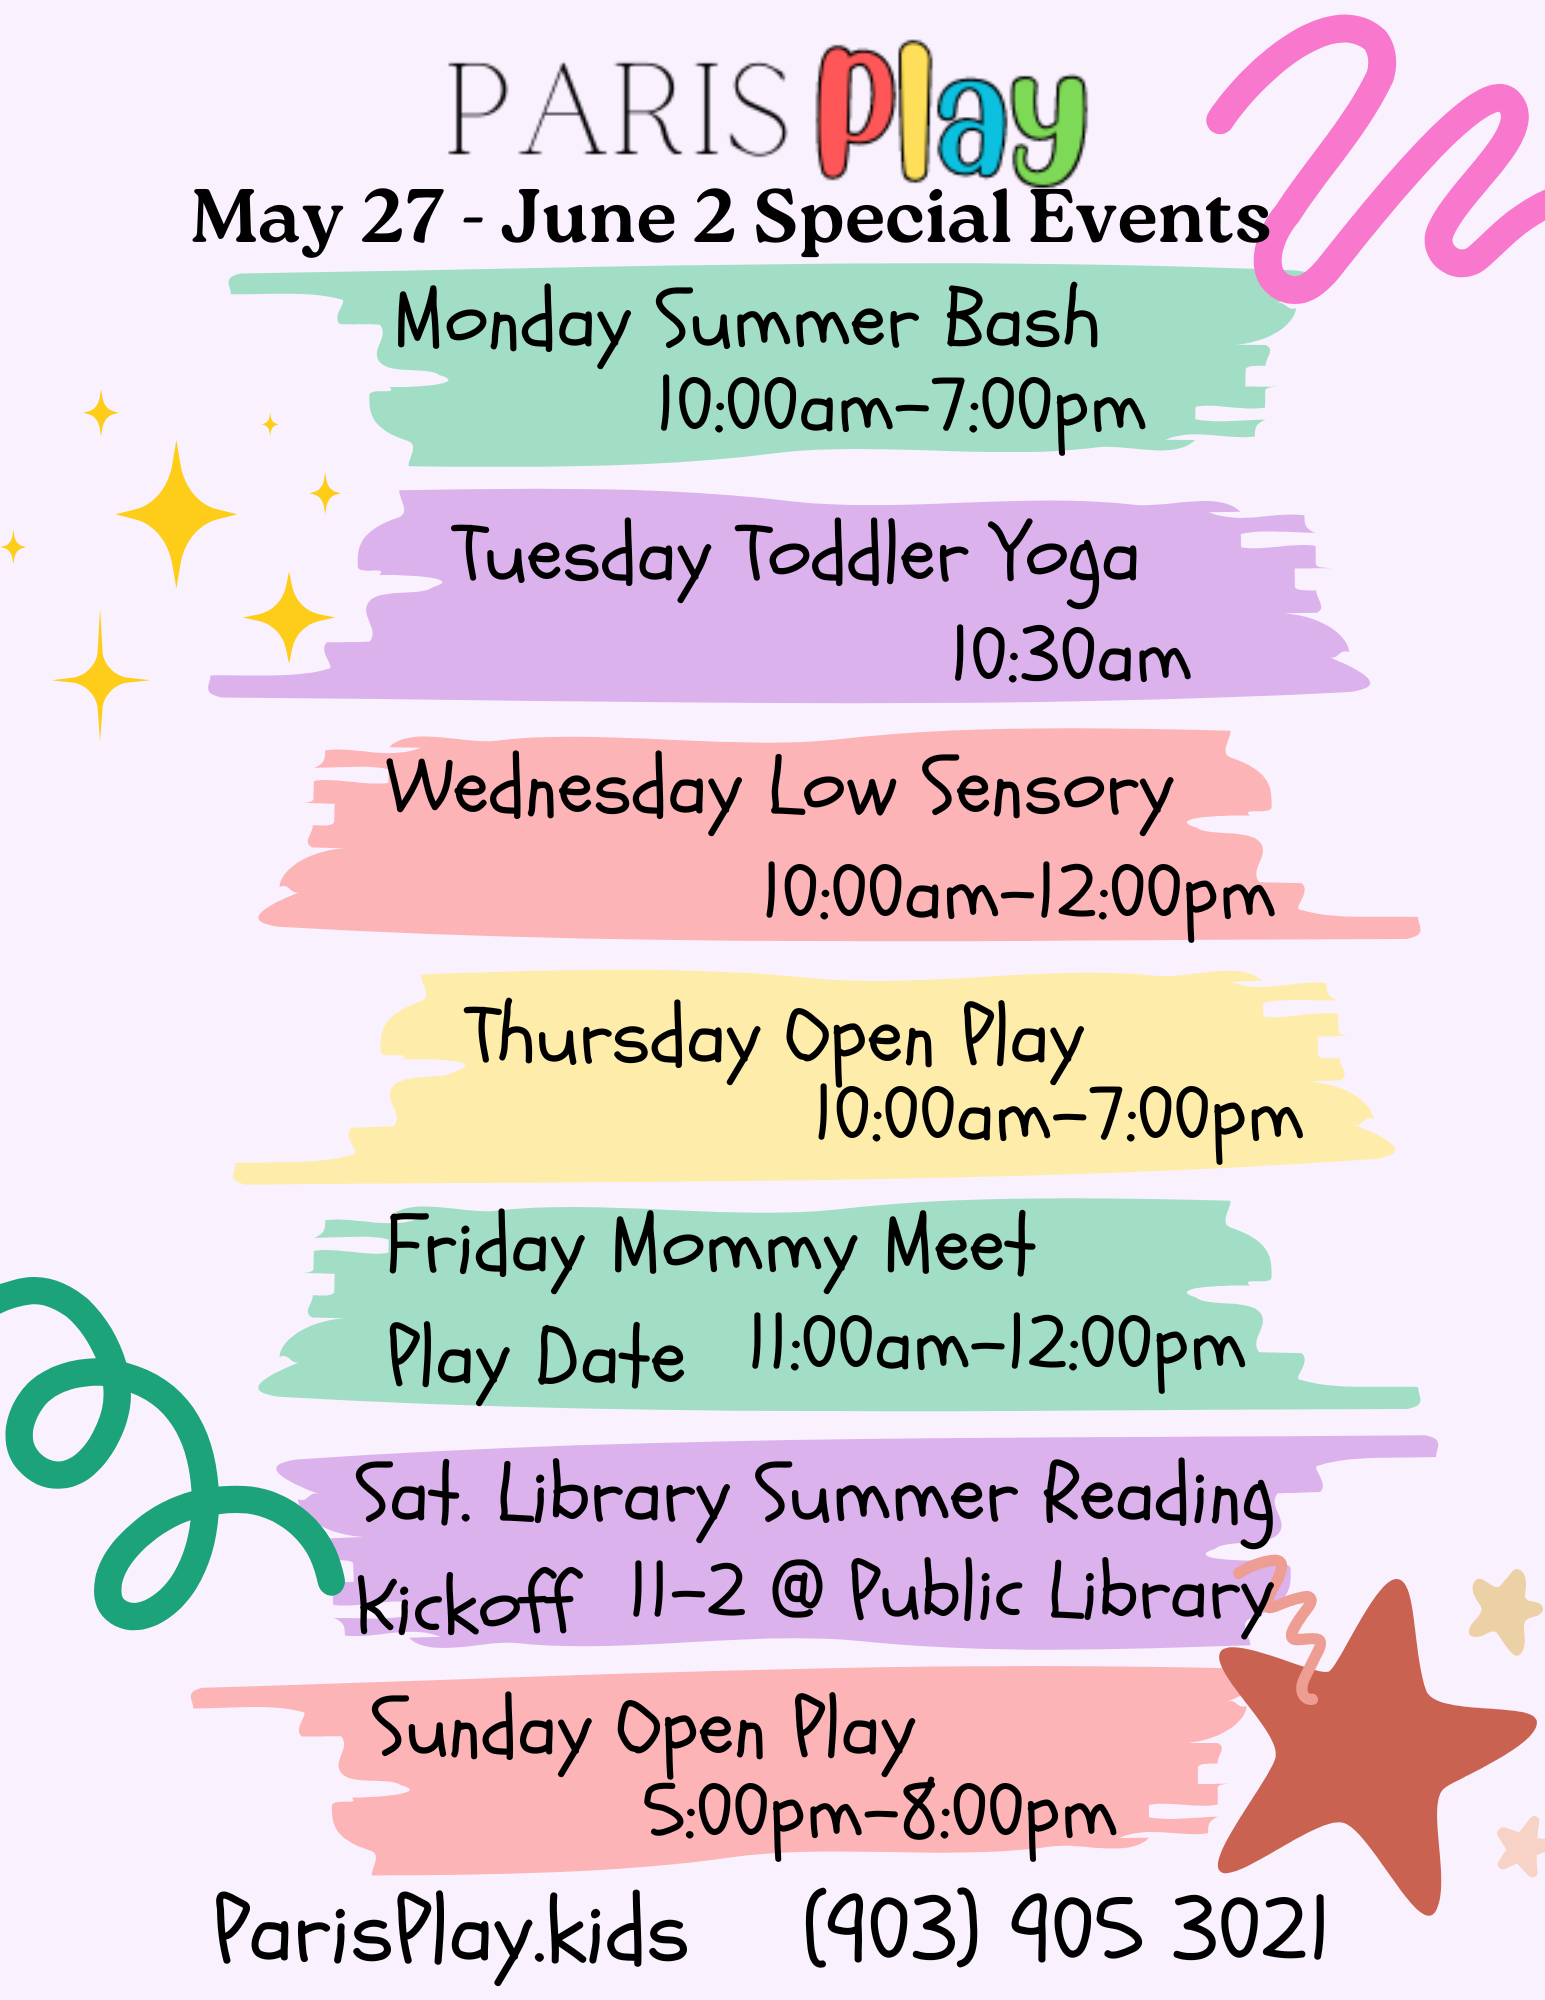 PARIS Play
May 27 - June 2 Special Events
Monday Summer Bash
10:00am-7:00pm
Tuesday Toddler Yoga
10:30am
Wednesday Low Sensory
10:00am-12:00pm
Thursday Open Play
10:00am-7:00pm
Friday Mommy Meet
Play Date 11:00am-12:00pm
Sat. Library Summer Reading
Kickoff 11-2 @ Public Library
Sunday Open Play
5:00pm-8:00pm
ParisPlay.kids (903) 905 3021